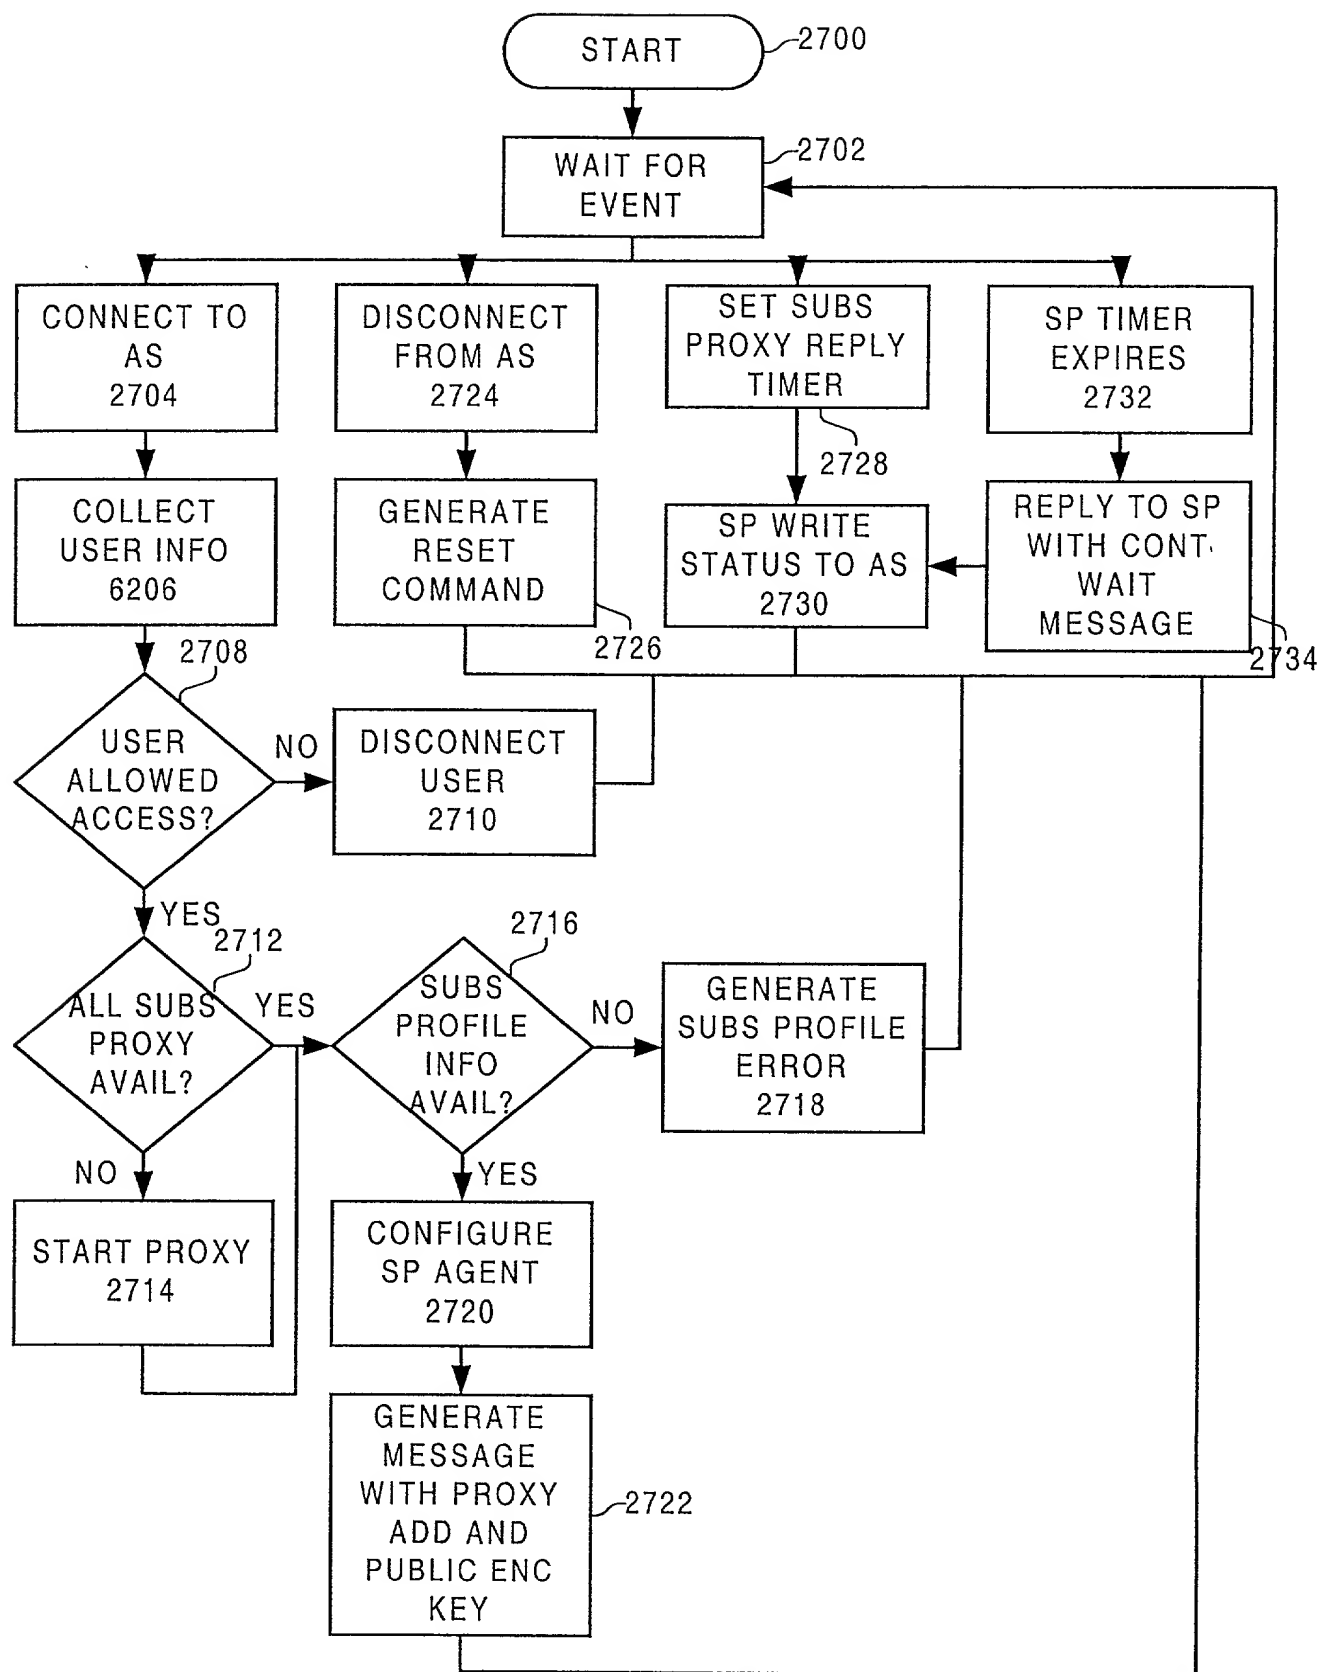 START
2700
WAIT FOR
EVENT
2702
CONNECT TO
AS
2704
DISCONNECT
FROM AS
2724
SET SUBS
PROXY REPLY
TIMER
2728
SP TIMER
EXPIRES
2732
COLLECT
USER INFO
6206
GENERATE
RESET
COMMAND
2726
SP WRITE
STATUS TO AS
2730
REPLY TO SP
WITH CONT.
WAIT
MESSAGE
2734
2708
USER
ALLOWED
ACCESS?
NO
DISCONNECT
USER
2710
YES
2712
ALL SUBS
PROXY
AVAIL?
YES
2716
SUBS
PROFILE
INFO
AVAIL?
NO
GENERATE
SUBS PROFILE
ERROR
2718
NO
START PROXY
2714
YES
CONFIGURE
SP AGENT
2720
GENERATE
MESSAGE
WITH PROXY
ADD AND
PUBLIC ENC
KEY
2722